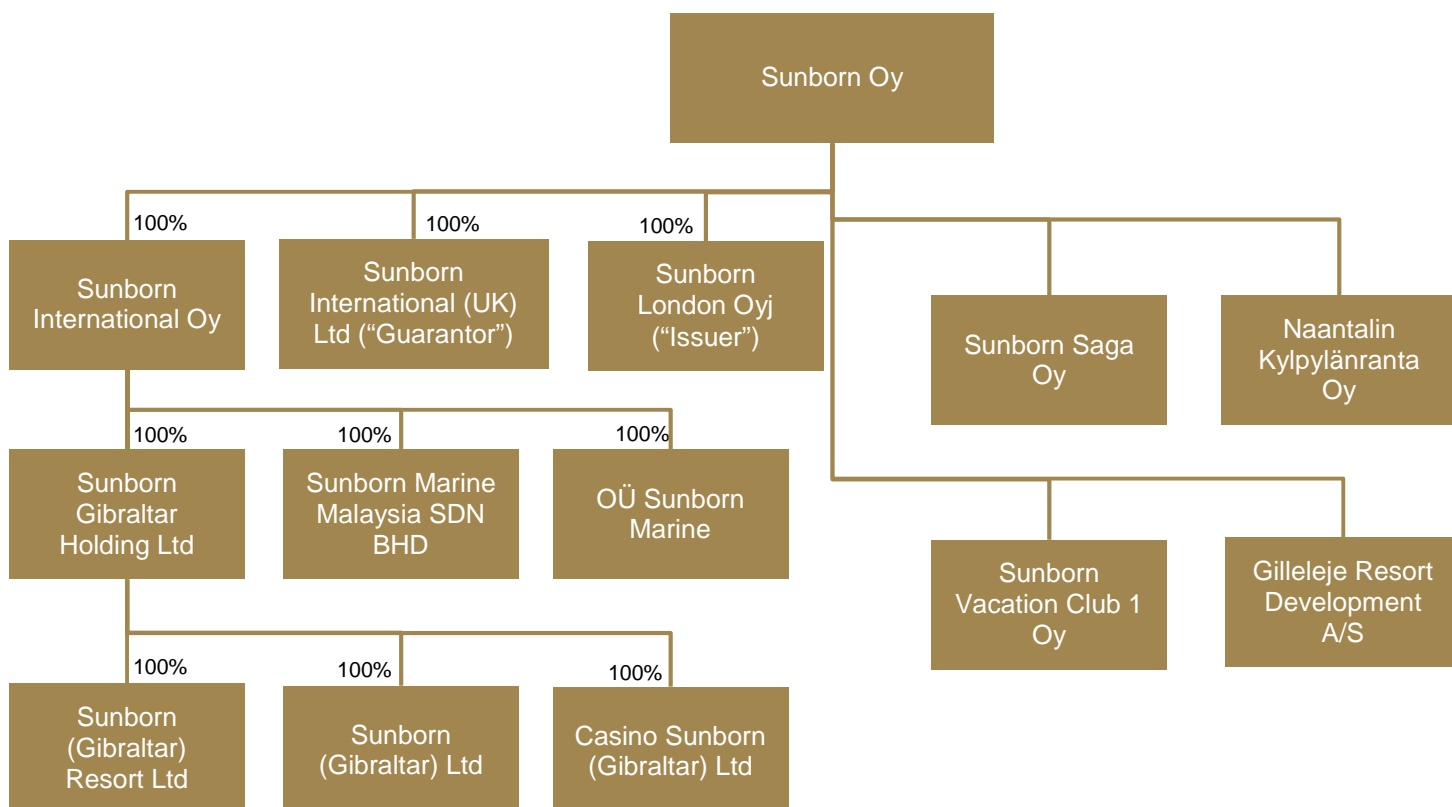 Sunborn Oy
100%
100%
100%
Sunborn
International Oy
Sunborn
International (UK)
Ltd (“Guarantor”)
Sunborn
London Oyj
(“Issuer”)
Sunborn Saga
Oy
Naantalin
Kylpylänranta
Oy
100%
100%
100%
Sunborn
Gibraltar
Holding Ltd
Sunborn Marine
Malaysia SDN
BHD
OÜ Sunborn
Marine
Sunborn
Vacation Club 1
Oy
Gilleleje Resort
Development
A/S
100%
100%
100%
Sunborn
(Gibraltar)
Resort Ltd
Sunborn
(Gibraltar) Ltd
Casino Sunborn
(Gibraltar) Ltd